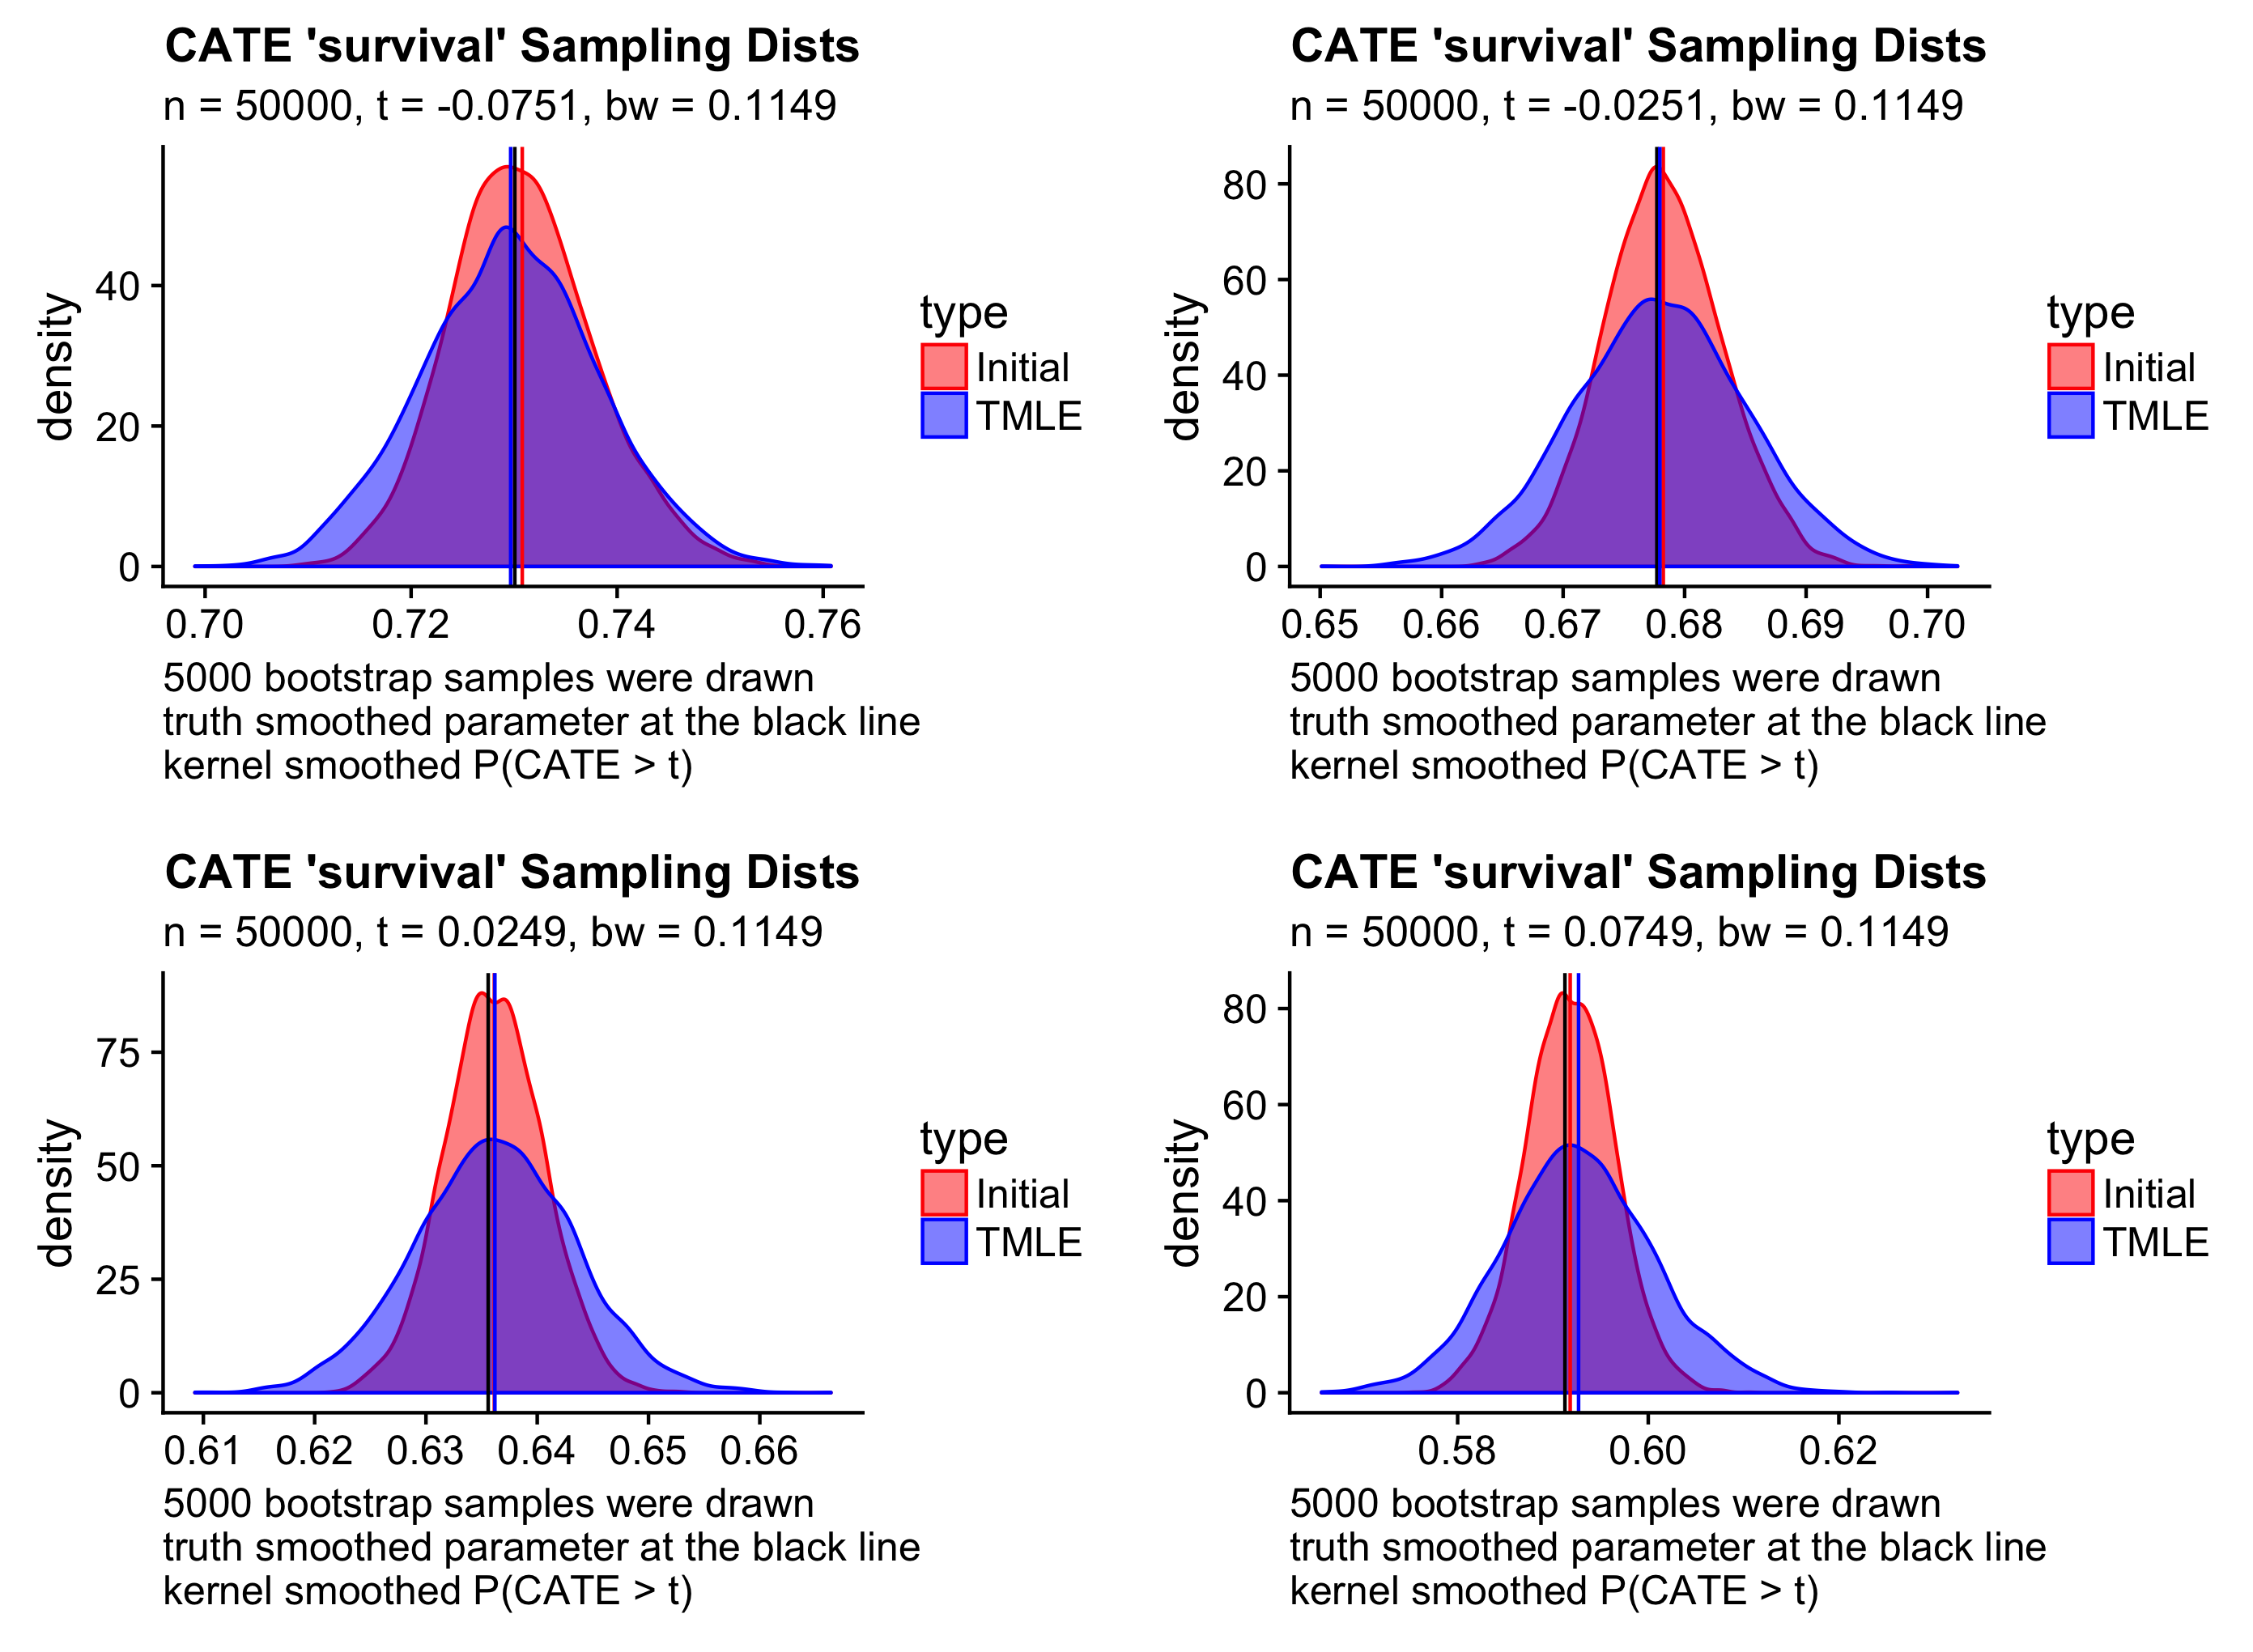 CATE 'survival' Sampling Dists
n = 50000, t = -0.0751, bw = 0.1149
density
40
20
0
0.70 0.72 0.74 0.76
type
Initial
TMLE
5000 bootstrap samples were drawn
truth smoothed parameter at the black line
kernel smoothed P(CATE > t)
CATE 'survival' Sampling Dists
n = 50000, t = -0.0251, bw = 0.1149
density
80
60
40
20
0
0.65 0.66 0.67 0.68 0.69 0.70
type
Initial
TMLE
5000 bootstrap samples were drawn
truth smoothed parameter at the black line
kernel smoothed P(CATE > t)
CATE 'survival' Sampling Dists
n = 50000, t = 0.0249, bw = 0.1149
density
75
50
25
0
0.61 0.62 0.63 0.64 0.65 0.66
type
Initial
TMLE
5000 bootstrap samples were drawn
truth smoothed parameter at the black line
kernel smoothed P(CATE > t)
CATE 'survival' Sampling Dists
n = 50000, t = 0.0749, bw = 0.1149
density
80
60
40
20
0
0.58 0.60 0.62
type
Initial
TMLE
5000 bootstrap samples were drawn
truth smoothed parameter at the black line
kernel smoothed P(CATE > t)